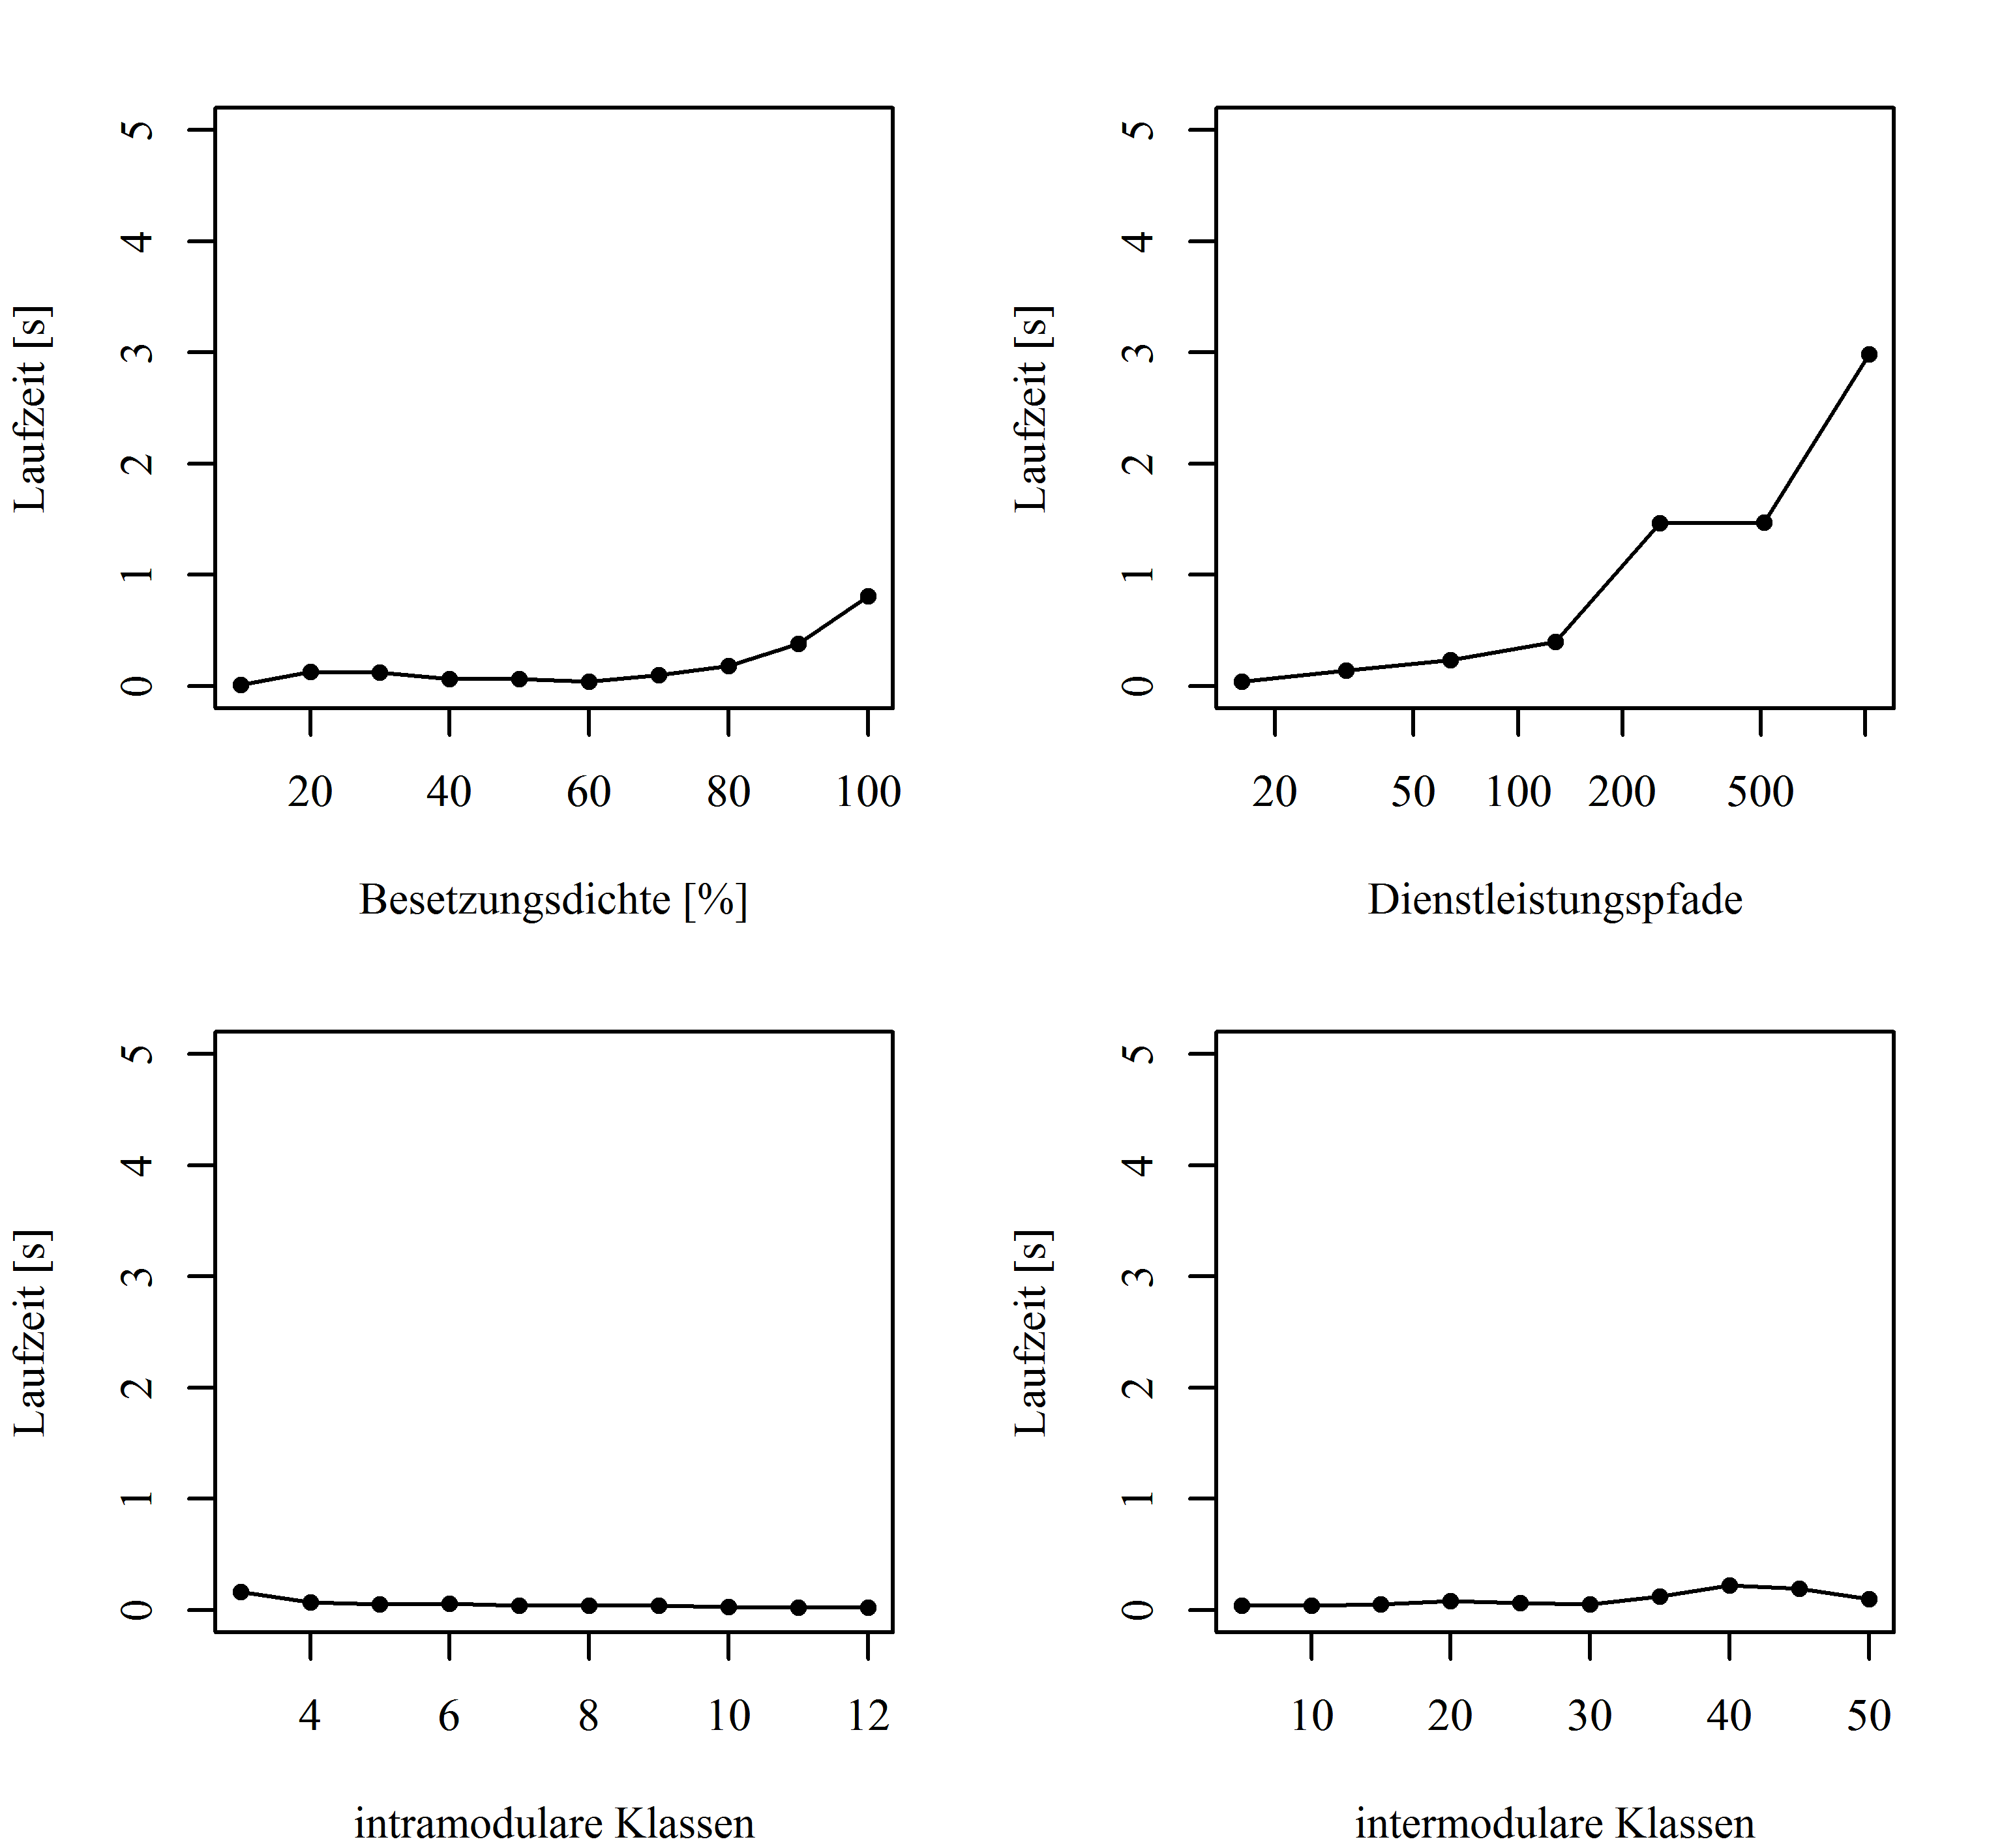 Laufzeit [s]
5
4
3
2
1
0
20 40 60 80 100
Besetzungsdichte [%]
Laufzeit [s]
5
4
3
2
1
0
20 50 100 200 500
Dienstleistungspfade
Laufzeit [s]
5
4
3
2
1
0
4 6 8 10 12
intramodulare Klassen
Laufzeit [s]
5
4
3
2
1
0
10 20 30 40 50
intermodulare Klassen